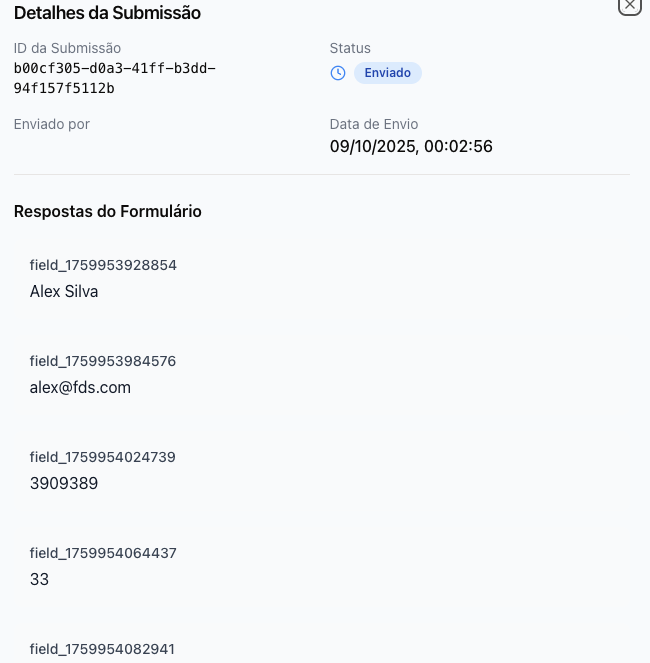 Detalhes da Submissão
ID da Submissão
b00cf305-d0a3-41ff-b3dd-
94f157f5112b
Status
Enviado
Enviado por
Data de Envio
09/10/2025, 00:02:56
Respostas do Formulário
field_1759953928854
Alex Silva
field_1759953984576
alex@fds.com
field_1759954024739
3909389
field_1759954064437
33
field_1759954082941